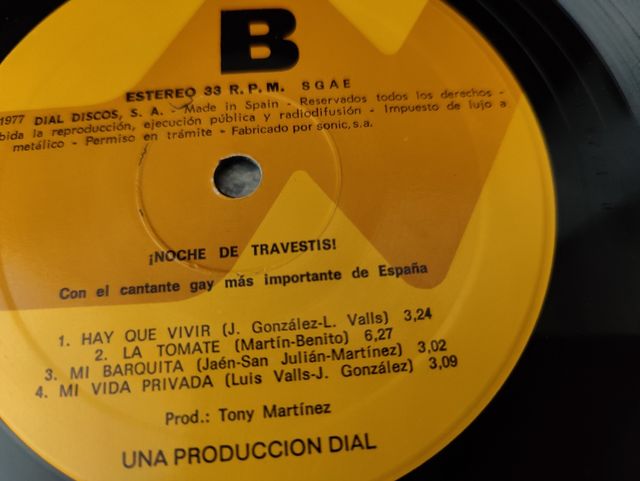 B
ESTEREO 33 R.P.M. SGAE
1977 DIAL DISCOS, S. A. - Made in Spain - Reservados todos los derechos -
bida la reproducción, ejecución pública y radiodifusión - Impuesto de lujo a
metálico - Permiso en trámite - Fabricado por sonic, s.a.
¡NOCHE DE TRAVESTIS!
Con el cantante gay más importante de España
1. HAY QUE VIVIR (J. González-L. Valls) 3,24
2. LA TOMATE (Martín-Benito) 6,27
3. MI BARQUITA (Jaén-San Julián-Martínez) 3,02
4. MI VIDA PRIVADA (Luis Valls-J. González) 3,09
Prod.: Tony Martínez
UNA PRODUCCION DIAL